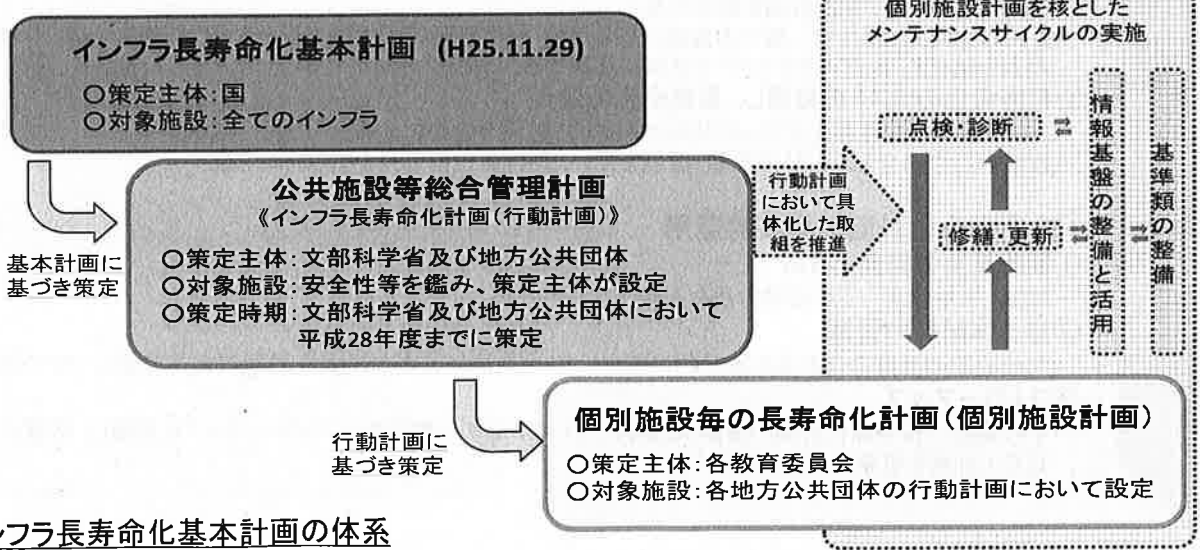 インフラ長寿命化基本計画 (H25.11.29)
〇策定主体:国
〇対象施設:全てのインフラ
基本計画に
基づき策定
公共施設等総合管理計画
《インフラ長寿命化計画(行動計画)》
〇策定主体:文部科学省及び地方公共団体
〇対象施設:安全性等を鑑み、策定主体が設定
〇策定時期:文部科学省及び地方公共団体において
平成28年度までに策定
行動計画
において具
体化した取
組を推進
個別施設計画を核とした
メンテナンスサイクルの実施
点検・診断
修繕・更新
情報基盤の整備と活用
基準類の整備
行動計画に
基づき策定
個別施設毎の長寿命化計画(個別施設計画)
〇策定主体:各教育委員会
〇対象施設:各地方公共団体の行動計画において設定
ンフラ長寿命化基本計画の体系